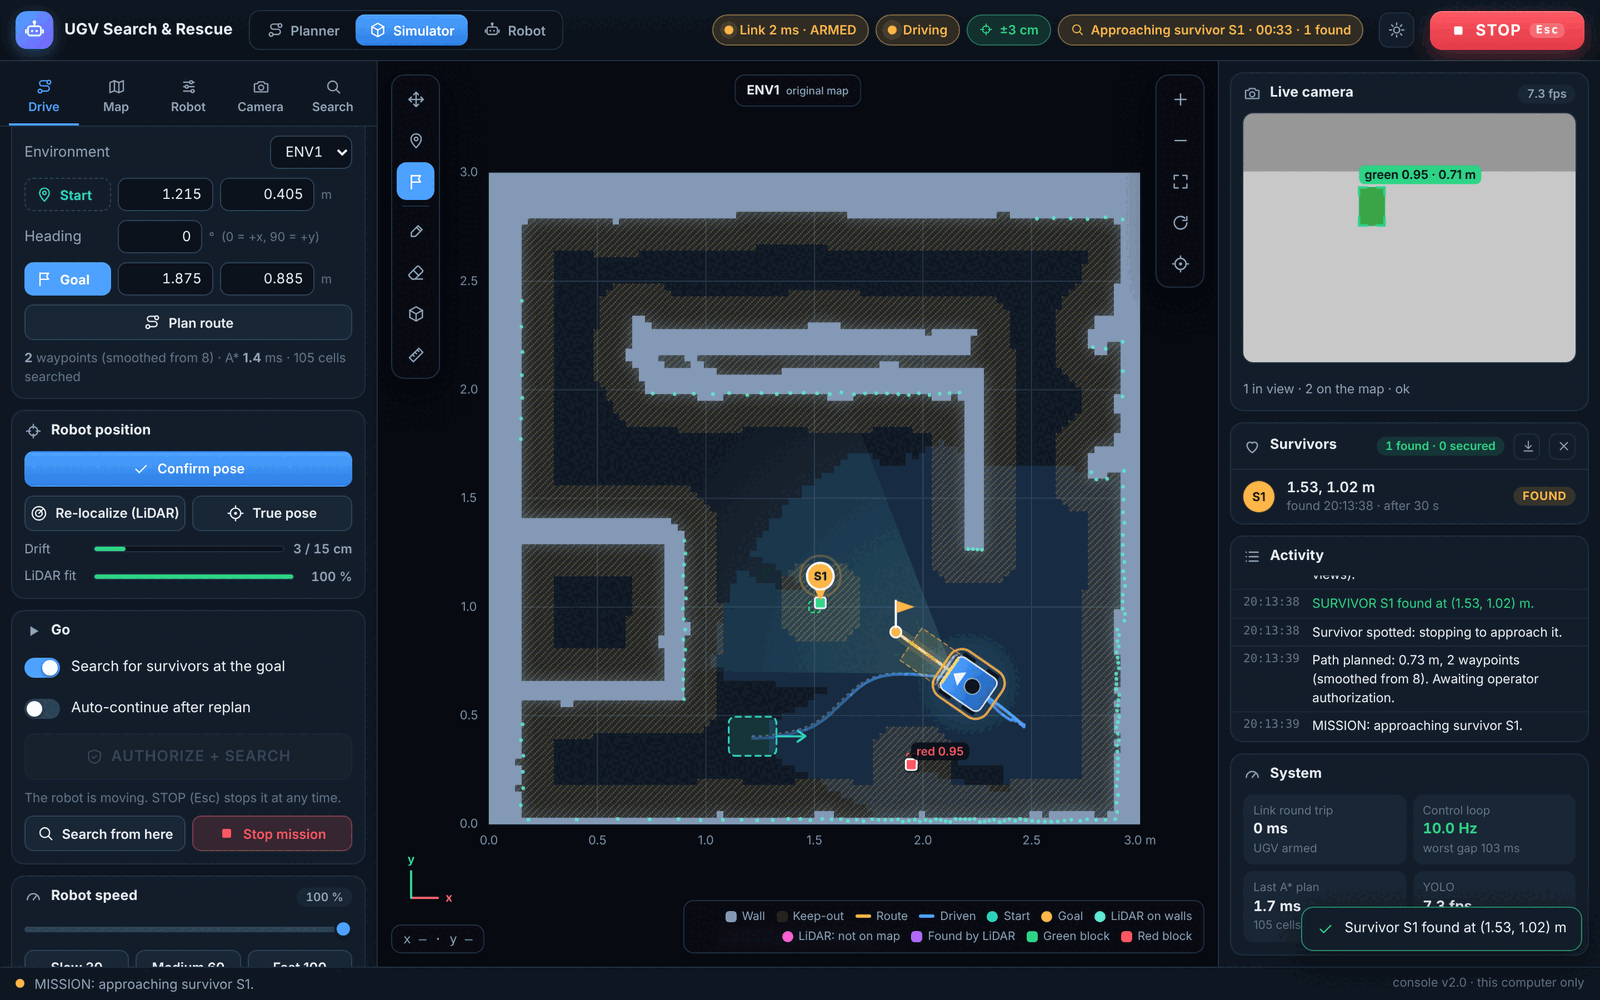 UGV Search & Rescue
Planner
Simulator
Robot
Link 2 ms · ARMED
Driving
±3 cm
Approaching survivor S1 · 00:33 · 1 found
STOP Esc
Drive
Map
Robot
Camera
Search
Environment ENV1
Start 1.215 0.405 m
Heading 0 ° (0 = +x, 90 = +y)
Goal 1.875 0.885 m
Plan route
2 waypoints (smoothed from 8) · A* 1.4 ms · 105 cells
searched
Robot position
Confirm pose
Re-localize (LiDAR)
True pose
Drift 3 / 15 cm
LiDAR fit 100 %
Go
Search for survivors at the goal
Auto-continue after replan
AUTHORIZE + SEARCH
The robot is moving. STOP (Esc) stops it at any time.
Search from here
Stop mission
Robot speed 100 %
Slow 30
Medium 60
Fast 100
ENV1 original map
3.0
2.5
2.0
1.5
1.0
0.5
0.0
0.0 0.5 1.0 1.5 2.0 2.5 3.0 m
S1
red 0.95
y
x
x – · y –
Wall Keep-out Route Driven Start Goal LiDAR on walls
LiDAR: not on map Found by LiDAR Green block Red block
Live camera 7.3 fps
green 0.95 · 0.71 m
1 in view · 2 on the map · ok
Survivors 1 found · 0 secured
S1 1.53, 1.02 m FOUND
found 20:13:38 · after 30 s
Activity
views).
20:13:38 SURVIVOR S1 found at (1.53, 1.02) m.
20:13:38 Survivor spotted: stopping to approach it.
20:13:39 Path planned: 0.73 m, 2 waypoints
(smoothed from 8). Awaiting operator
authorization.
20:13:39 MISSION: approaching survivor S1.
System
Link round trip
0 ms
UGV armed
Control loop
10.0 Hz
worst gap 103 ms
Last A* plan
1.7 ms
105 cells
YOLO
7.3 fps
Survivor S1 found at (1.53, 1.02) m
MISSION: approaching survivor S1.
console v2.0 · this computer only